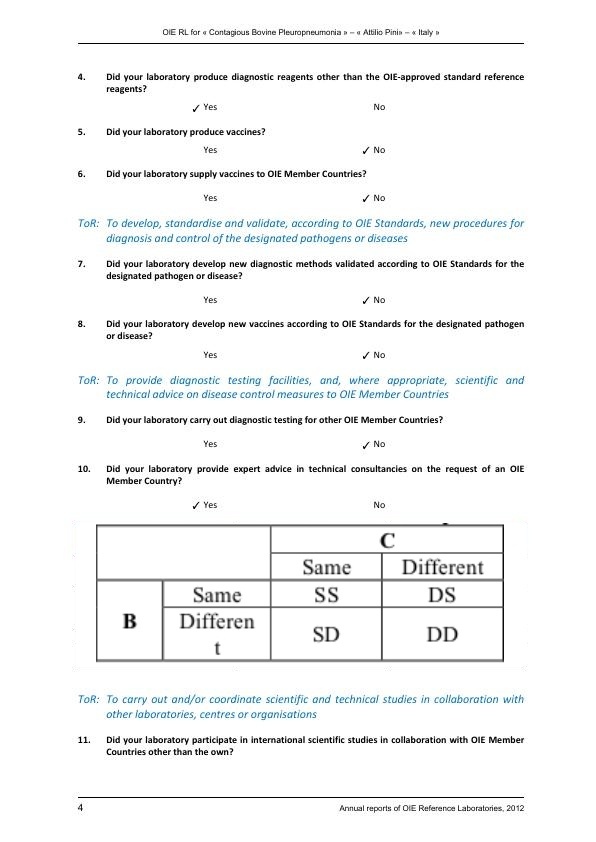 OIE RL for « Contagious Bovine Pleuropneumonia » – « Attilio Pini» – « Italy »
4. Did your laboratory produce diagnostic reagents other than the OIE-approved standard reference
reagents?
✓ Yes No
5. Did your laboratory produce vaccines?
Yes ✓ No
6. Did your laboratory supply vaccines to OIE Member Countries?
Yes ✓ No
ToR: To develop, standardise and validate, according to OIE Standards, new procedures for
diagnosis and control of the designated pathogens or diseases
7. Did your laboratory develop new diagnostic methods validated according to OIE Standards for the
designated pathogen or disease?
Yes ✓ No
8. Did your laboratory develop new vaccines according to OIE Standards for the designated pathogen
or disease?
Yes ✓ No
ToR: To provide diagnostic testing facilities, and, where appropriate, scientific and
technical advice on disease control measures to OIE Member Countries
9. Did your laboratory carry out diagnostic testing for other OIE Member Countries?
Yes ✓ No
10. Did your laboratory provide expert advice in technical consultancies on the request of an OIE
Member Country?
✓ Yes No
C
Same Different
B Same SS DS
Differen SD DD
t
ToR: To carry out and/or coordinate scientific and technical studies in collaboration with
other laboratories, centres or organisations
11. Did your laboratory participate in international scientific studies in collaboration with OIE Member
Countries other than the own?
4 Annual reports of OIE Reference Laboratories, 2012